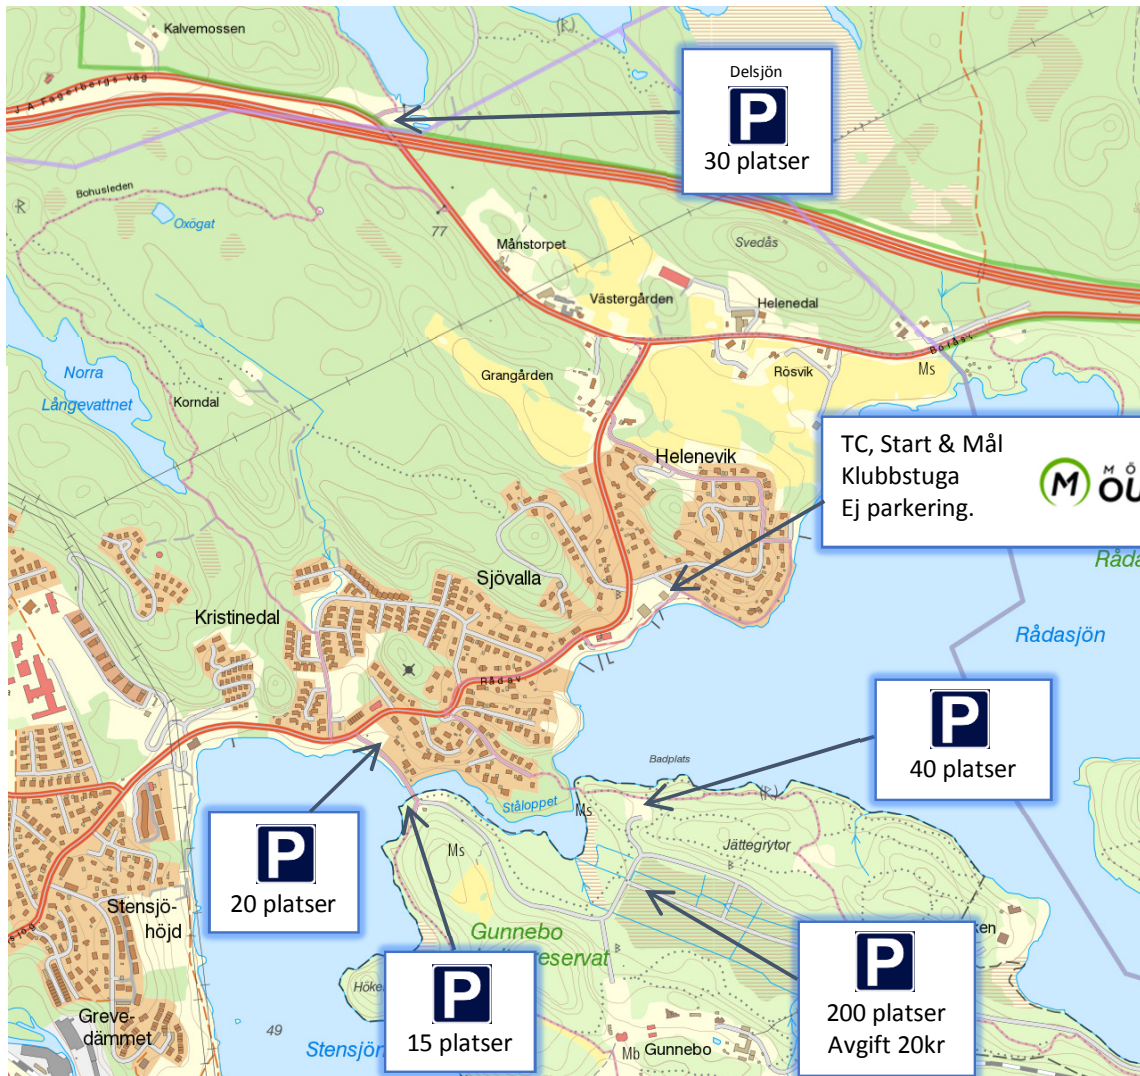 Kalvemossen
J A Fagerbergs väg
Delsjön
P
30 platser
Bohusleden
Oxögat
77
Månstorpet
Svedås
Västergården
Helenedal
Boråsv
Ms
Rösvik
Grangården
Norra
Långevattnet
Korndal
Helenevik
TC, Start & Mål
Klubbstuga
Ej parkering.
M
Sjövalla
Kristinedal
Rådasjön
Rådav
P
40 platser
Badplats
(R)
Ståloppet
Ms
Ms
Jättegrytor
P
20 platser
Stensjö-
höjd
Gunnebo
P
15 platser
P
200 platser
Avgift 20kr
Greve-
dämmet
49
Mb
Gunnebo